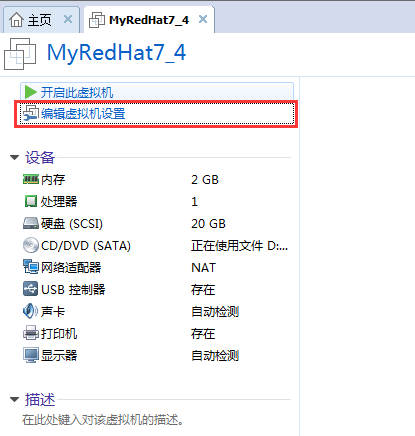 主页
MyRedHat7_4
MyRedHat7_4
开启此虚拟机
编辑虚拟机设置
设备
内存 2 GB
处理器 1
硬盘 (SCSI) 20 GB
CD/DVD (SATA) 正在使用文件 D:...
网络适配器 NAT
USB 控制器 存在
声卡 自动检测
打印机 存在
显示器 自动检测
描述
在此处键入对该虚拟机的描述。